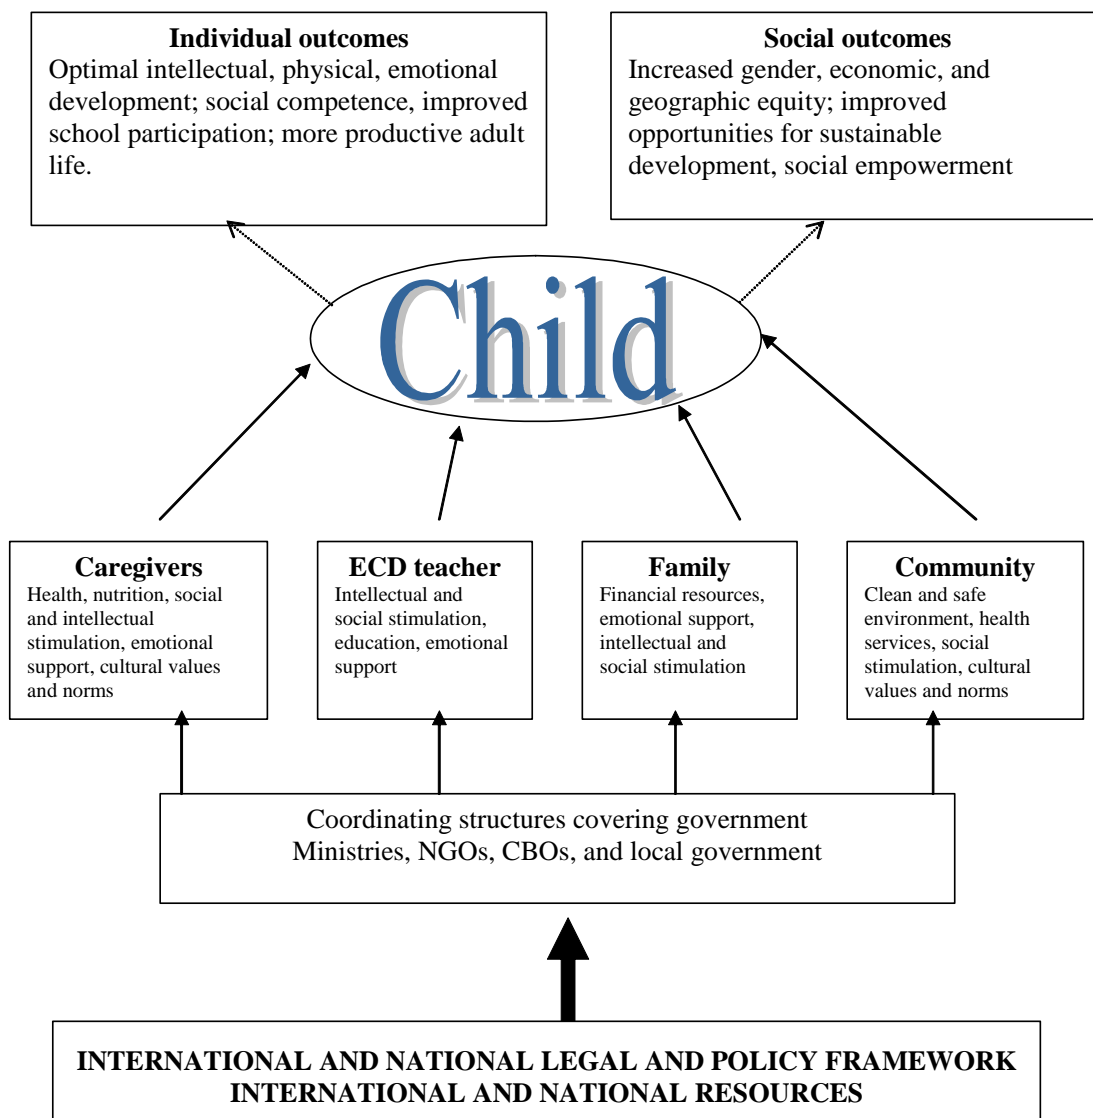 Individual outcomes
Optimal intellectual, physical, emotional
development; social competence, improved
school participation; more productive adult
life.
Social outcomes
Increased gender, economic, and
geographic equity; improved
opportunities for sustainable
development, social empowerment
Child
Caregivers
Health, nutrition, social
and intellectual
stimulation, emotional
support, cultural values
and norms
ECD teacher
Intellectual and
social stimulation,
education, emotional
support
Family
Financial resources,
emotional support,
intellectual and
social stimulation
Community
Clean and safe
environment, health
services, social
stimulation, cultural
values and norms
Coordinating structures covering government
Ministries, NGOs, CBOs, and local government
INTERNATIONAL AND NATIONAL LEGAL AND POLICY FRAMEWORK
INTERNATIONAL AND NATIONAL RESOURCES